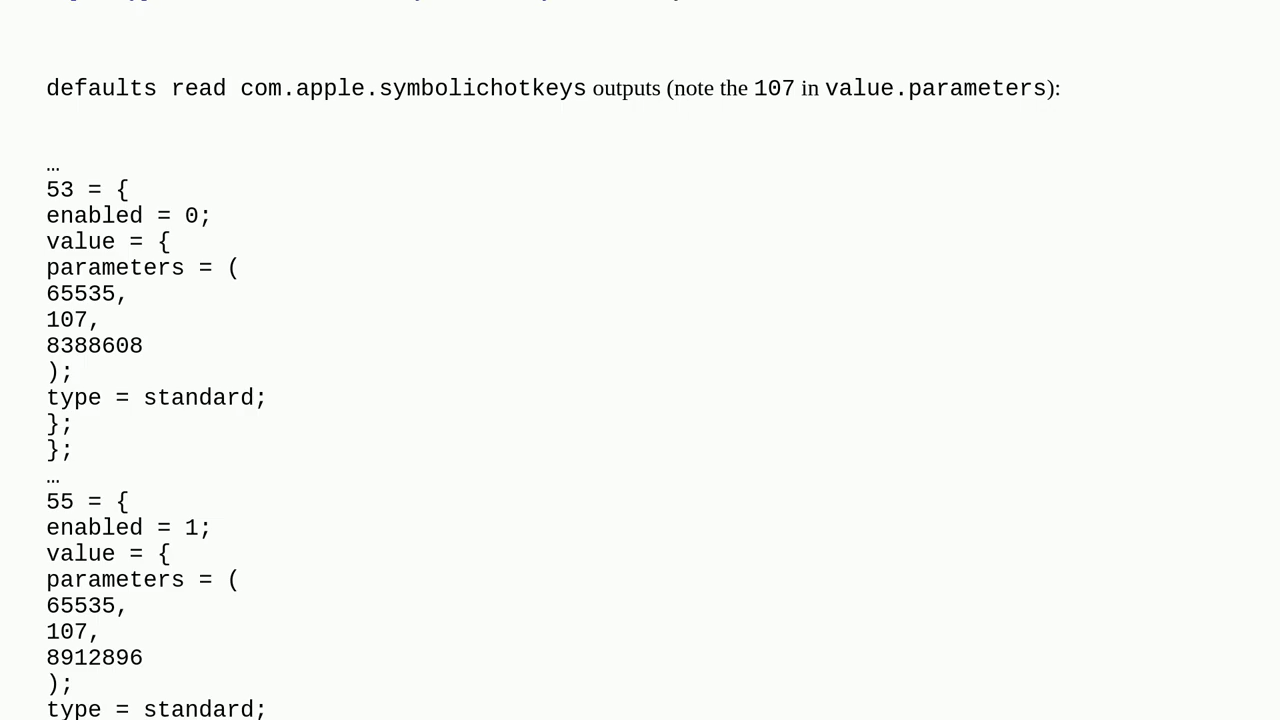 defaults read com.apple.symbolichotkeys outputs (note the 107 in value.parameters):
…
53 = {
enabled = 0;
value = {
parameters = (
65535,
107,
8388608
);
type = standard;
};
};
…
55 = {
enabled = 1;
value = {
parameters = (
65535,
107,
8912896
);
type = standard;